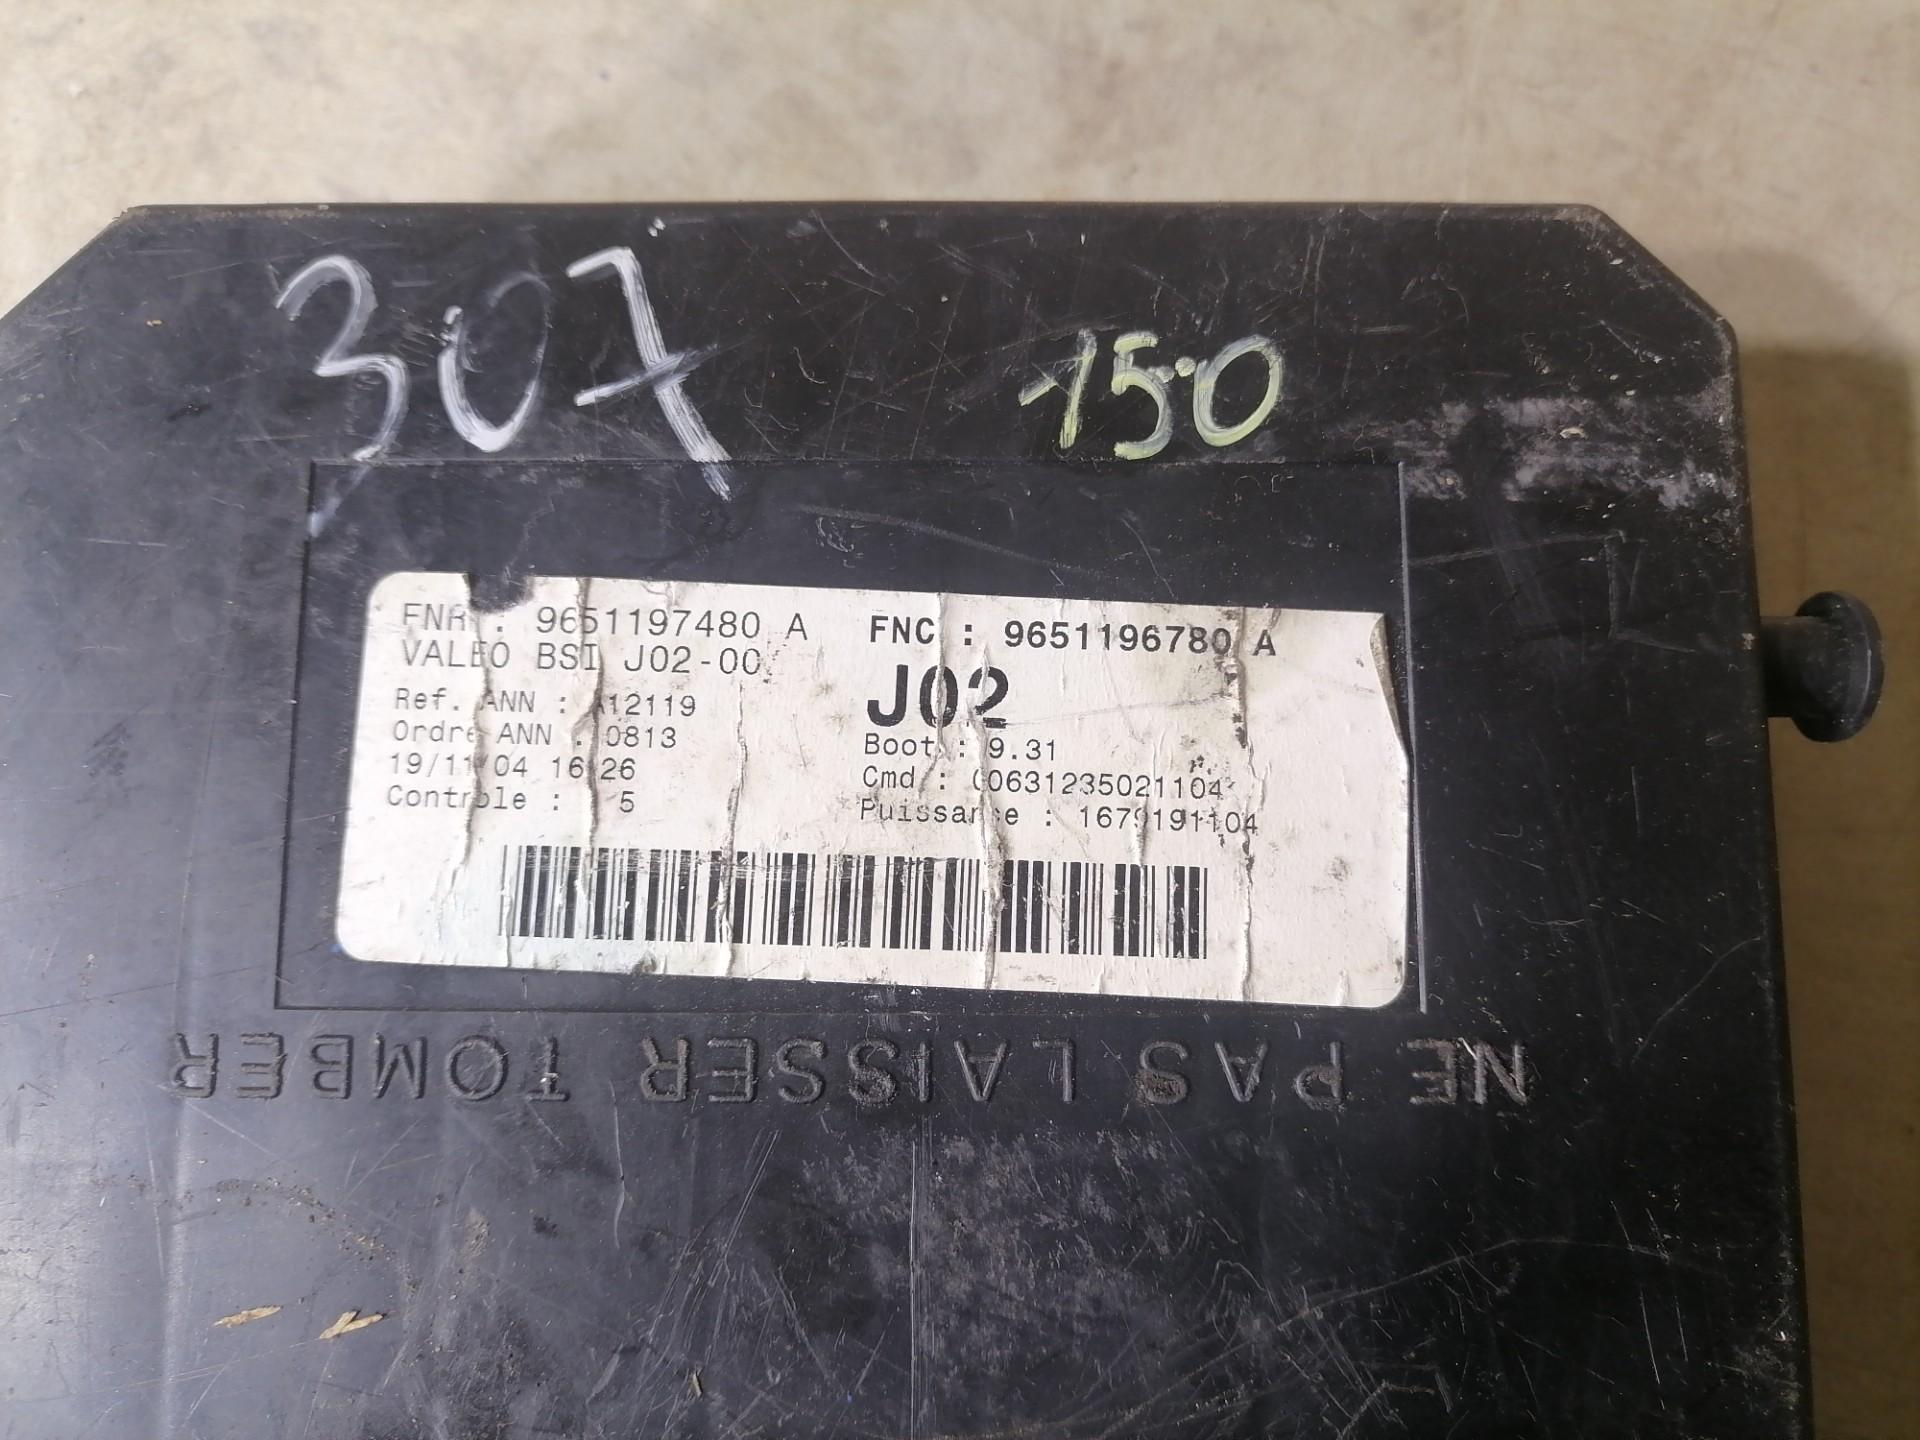 307 150
FNR : 9651197480 A
VALEO BSI J02-00
Ref. ANN : A12119
Ordre ANN : 0813
19/11/04 16:26
Controle : 5
FNC : 9651196780 A
J02
Boot : 9.31
Cmd : 00631235021104
Puissance : 1679191104
NE PAS LAISSER TOMBER